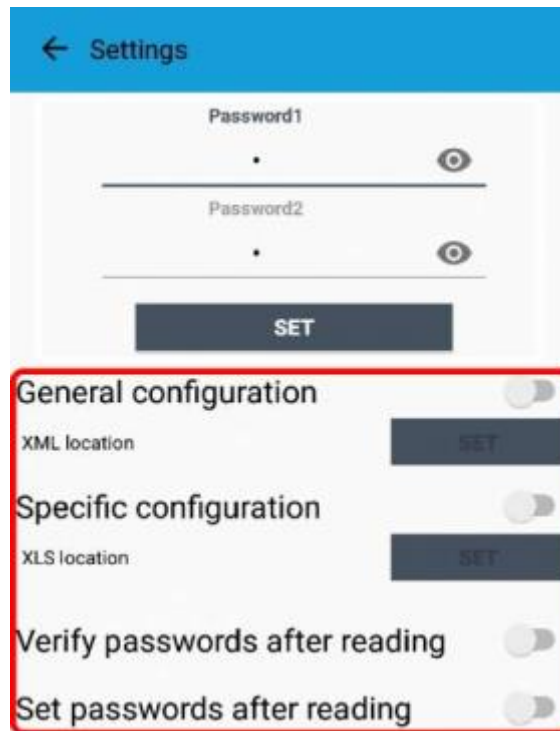 Settings
Password1
Password2
SET
General configuration
XML location
SET
Specific configuration
XLS location
SET
Verify passwords after reading
Set passwords after reading